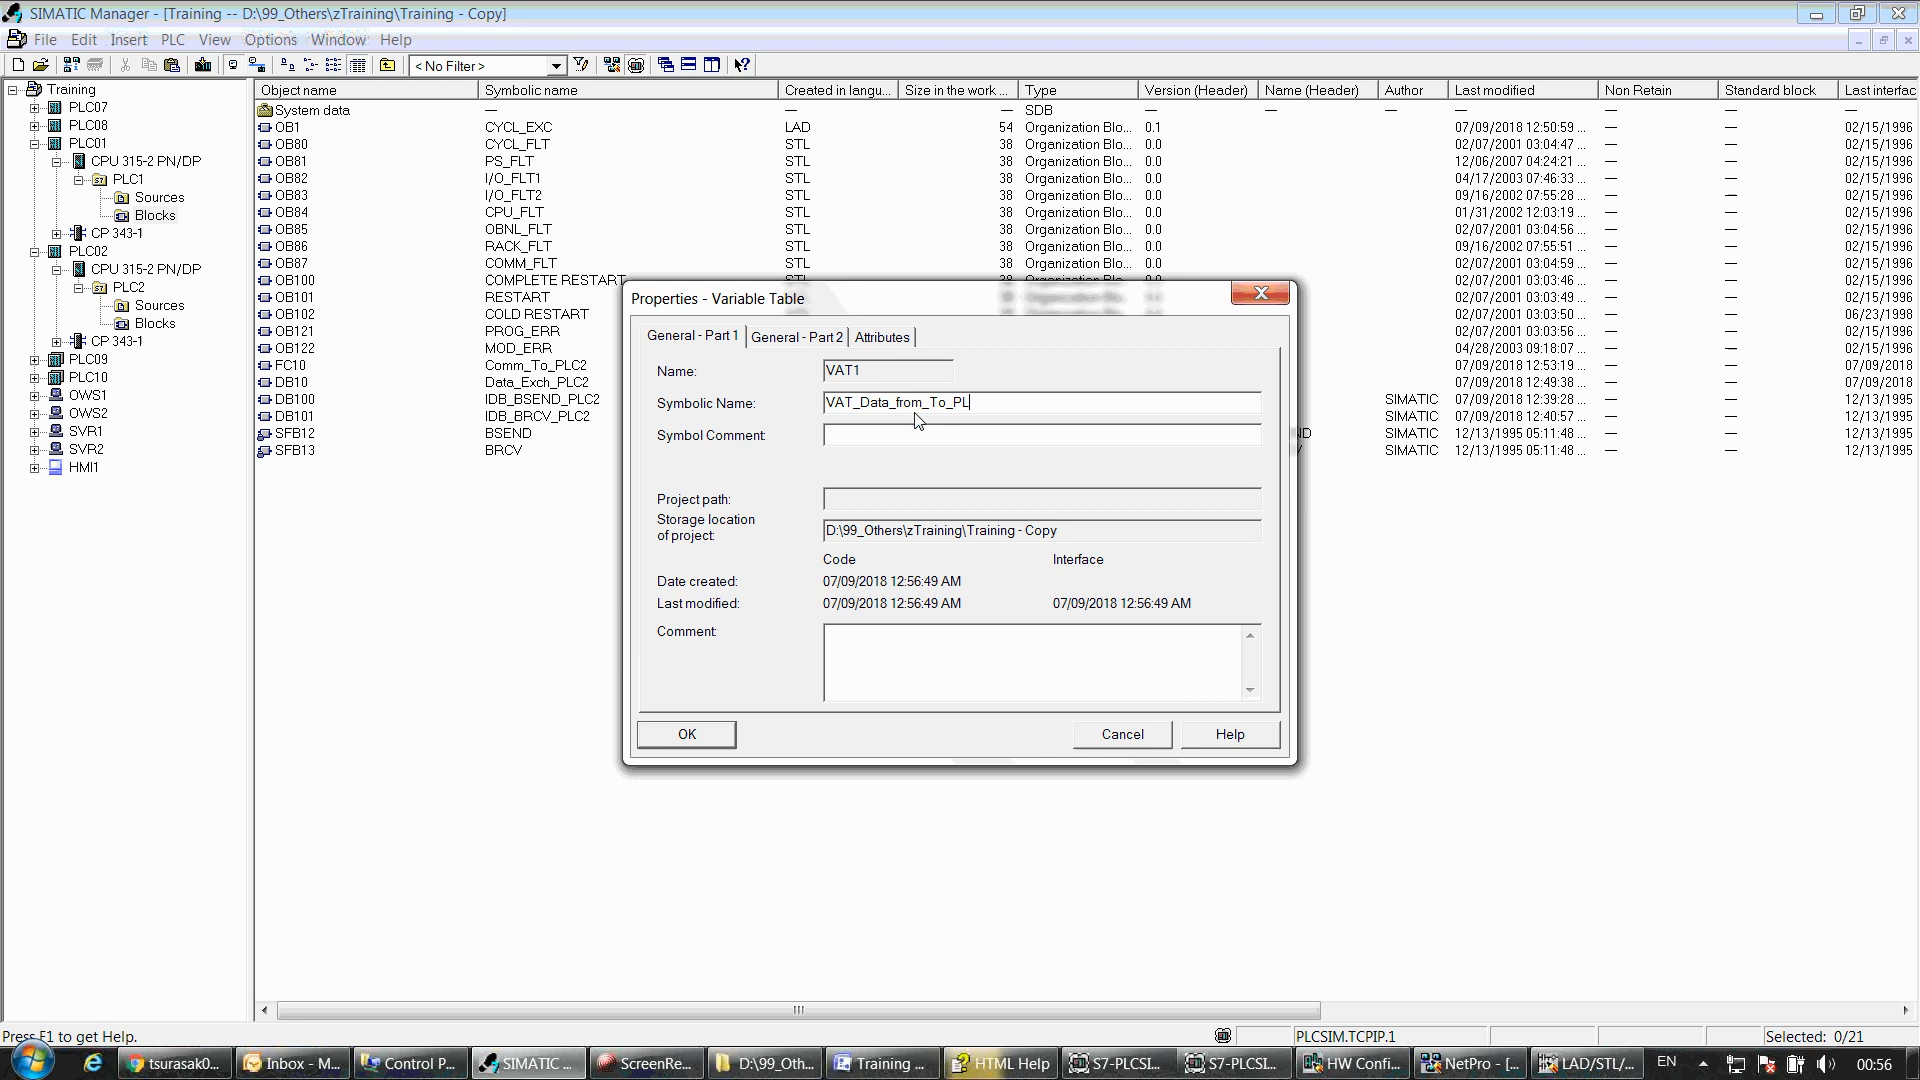 SIMATIC Manager - [Training -- D:\99_Others\zTraining\Training - Copy]
File Edit Insert PLC View Options Window Help
< No Filter >
Training
PLC07
PLC08
PLC01
CPU 315-2 PN/DP
PLC1
Sources
Blocks
CP 343-1
PLC02
CPU 315-2 PN/DP
PLC2
Sources
Blocks
CP 343-1
PLC09
PLC10
OWS1
OWS2
SVR1
SVR2
HMI1
Object name Symbolic name Created in langu... Size in the work ... Type Version (Header) Name (Header) Author Last modified Non Retain Standard block Last interfac
System data — — — SDB — — — — — — —
OB1 CYCL_EXC LAD 54 Organization Blo... 0.1 07/09/2018 12:50:59 ... — — 02/15/1996
OB80 CYCL_FLT STL 38 Organization Blo... 0.0 02/07/2001 03:04:47 ... — — 02/15/1996
OB81 PS_FLT STL 38 Organization Blo... 0.0 12/06/2007 04:24:21 ... — — 02/15/1996
OB82 I/O_FLT1 STL 38 Organization Blo... 0.0 04/17/2003 07:46:33 ... — — 02/15/1996
OB83 I/O_FLT2 STL 38 Organization Blo... 0.0 09/16/2002 07:55:28 ... — — 02/15/1996
OB84 CPU_FLT STL 38 Organization Blo... 0.0 01/31/2002 12:03:19 ... — — 02/15/1996
OB85 OBNL_FLT STL 38 Organization Blo... 0.0 02/07/2001 03:04:56 ... — — 02/15/1996
OB86 RACK_FLT STL 38 Organization Blo... 0.0 09/16/2002 07:55:51 ... — — 02/15/1996
OB87 COMM_FLT STL 38 Organization Blo... 0.0 02/07/2001 03:04:59 ... — — 02/15/1996
OB100 COMPLETE RESTART 02/07/2001 03:03:46 ... — — 02/15/1996
OB101 RESTART 02/07/2001 03:03:49 ... — — 02/15/1996
OB102 COLD RESTART 02/07/2001 03:03:50 ... — — 06/23/1998
OB121 PROG_ERR 02/07/2001 03:03:56 ... — — 02/15/1996
OB122 MOD_ERR 04/28/2003 09:18:07 ... — — 02/15/1996
FC10 Comm_To_PLC2 07/09/2018 12:53:19 ... — — 07/09/2018
DB10 Data_Exch_PLC2 07/09/2018 12:49:38 ... — — 07/09/2018
DB100 IDB_BSEND_PLC2 SIMATIC 07/09/2018 12:39:28 ... — — 12/13/1995
DB101 IDB_BRCV_PLC2 SIMATIC 07/09/2018 12:40:57 ... — — 12/13/1995
SFB12 BSEND ND SIMATIC 12/13/1995 05:11:48 ... — — 12/13/1995
SFB13 BRCV SIMATIC 12/13/1995 05:11:48 ... — — 12/13/1995
Properties - Variable Table
General - Part 1 General - Part 2 Attributes
Name: VAT1
Symbolic Name: VAT_Data_from_To_PL
Symbol Comment:
Project path:
Storage location
of project: D:\99_Others\zTraining\Training - Copy
Code Interface
Date created: 07/09/2018 12:56:49 AM
Last modified: 07/09/2018 12:56:49 AM 07/09/2018 12:56:49 AM
Comment:
OK Cancel Help
Press F1 to get Help. PLCSIM.TCPIP.1 Selected: 0/21
tsurasak0... Inbox - M... Control P... SIMATIC ... ScreenRe... D:\99_Oth... Training ... HTML Help S7-PLCSI... S7-PLCSI... HW Confi... NetPro - [... LAD/STL/... EN 00:56